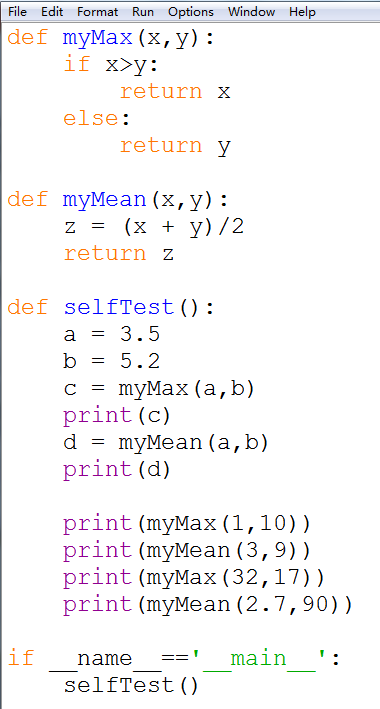 File Edit Format Run Options Window Help
def myMax(x,y):
    if x>y:
        return x
    else:
        return y
def myMean(x,y):
    z = (x + y)/2
    return z
def selfTest():
    a = 3.5
    b = 5.2
    c = myMax(a,b)
    print(c)
    d = myMean(a,b)
    print(d)
    print(myMax(1,10))
    print(myMean(3,9))
    print(myMax(32,17))
    print(myMean(2.7,90))
if __name__=='__main__':
    selfTest()